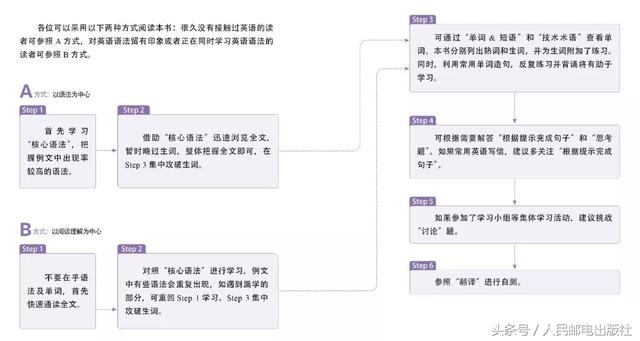 各位可以采用以下两种方式阅读本书：很久没有接触过英语的读
者可参照 A 方式，对英语语法留有印象或者正在同时学习英语语法的
读者可参照 B 方式。
A 方式：以语法为中心
Step 1
首先学习
“核心语法”，把
握例文中出现率
较高的语法。
Step 2
借助“核心语法”迅速浏览全文，
暂时略过生词，整体把握全文即可，在
Step 3 集中攻破生词。
B 方式：以阅读理解为中心
Step 1
不要在乎语
法及单词，首先
快速通读全文。
Step 2
对照“核心语法”进行学习。例文
中有些语法会重复出现，如遇到漏学的
部分，可重回 Step 1 学习。Step 3 集中
攻破生词。
Step 3
可通过“单词 & 短语”和“技术术语”查看单
词。本书分别列出熟词和生词，并为生词附加了练习。
同时，利用常用单词造句，反复练习并背诵将有助于
学习。
Step 4
可根据需要解答“根据提示完成句子”和“思考
题”。如果常用英语写信，建议多关注“根据提示完成
句子”。
Step 5
如果参加了学习小组等集体学习活动，建议挑战
“讨论”题。
Step 6
参照“翻译”进行自测。
头条号／人民邮电出版社